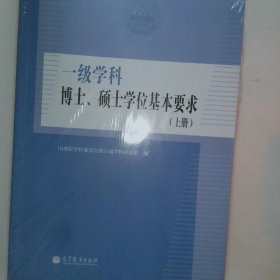 一级学科
博士、硕士学位基本要求
（上册）
国务院学位委员会第六届学科评议组 编
高等教育出版社